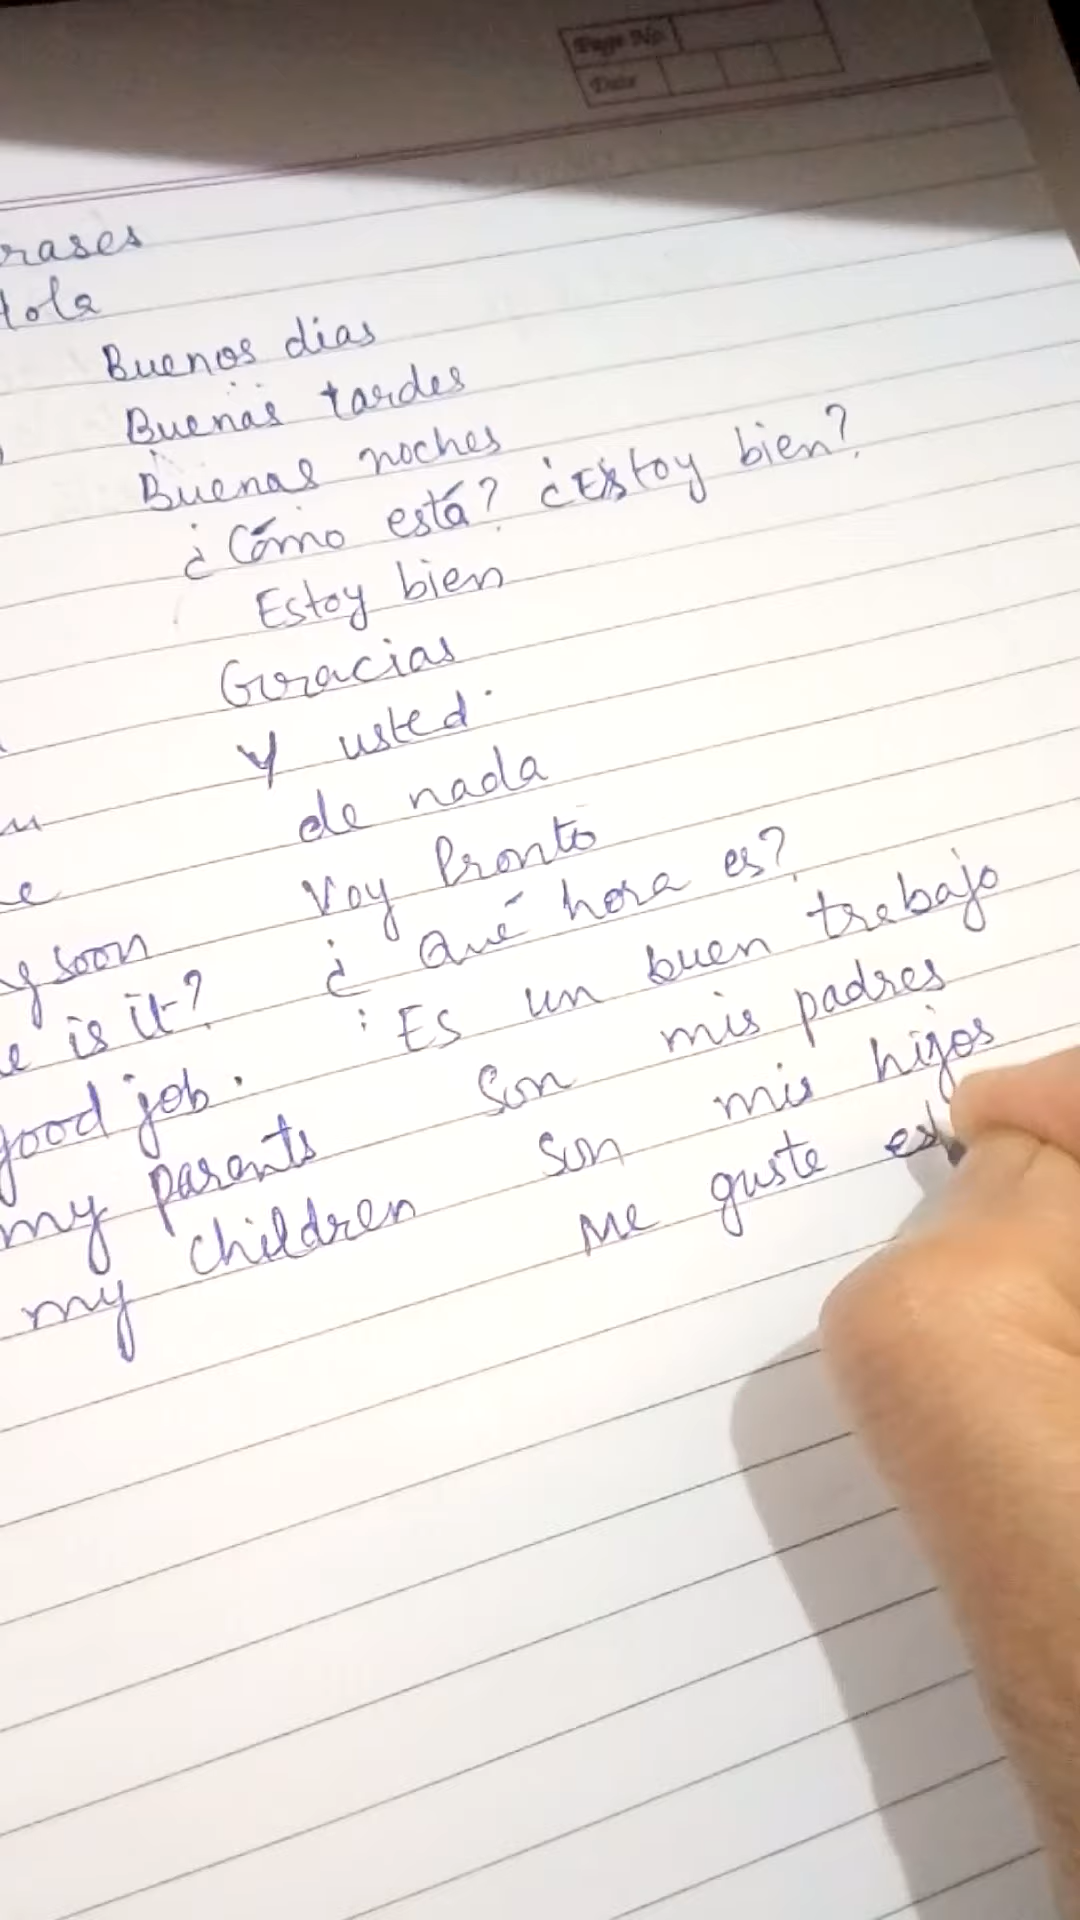 Page No.
Date
rases
Hola
Buenos dias
Buenas tardes
Buenas noches
¿Cómo está? ¿Estoy bien?
Estoy bien
Gracias
Y usted.
de nada
Voy Pronto
y soon ¿Qué hora es?
e is it? : Es un buen trebajo
good job. Son mis padres
my parents Son mis hijos
my children Me guste es